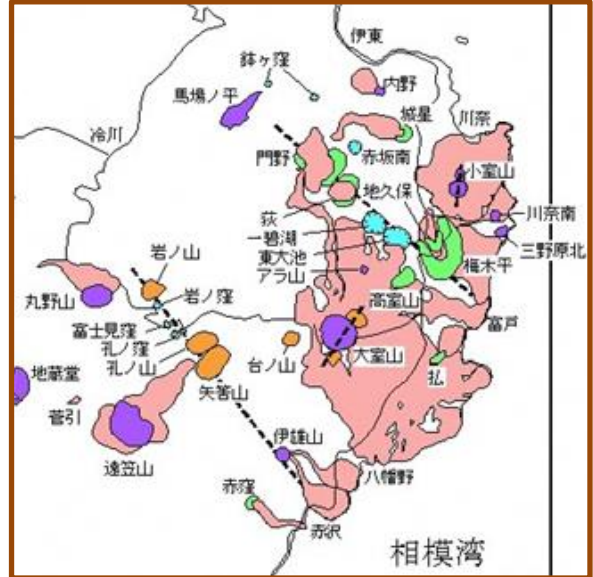 伊東
鉢ヶ窪
内野
馬場ノ平
城星
川奈
冷川
門野
赤坂南
小室山
地久保
荻
川奈南
一碧湖
東大池
三野原北
岩ノ山
アラ山
梅木平
丸野山
岩ノ窪
高室山
富士見窪
富戸
孔ノ窪
孔ノ山
台ノ山
大室山
払
地蔵堂
矢筈山
菅引
伊雄山
遠笠山
八幡野
赤窪
赤沢
相模湾